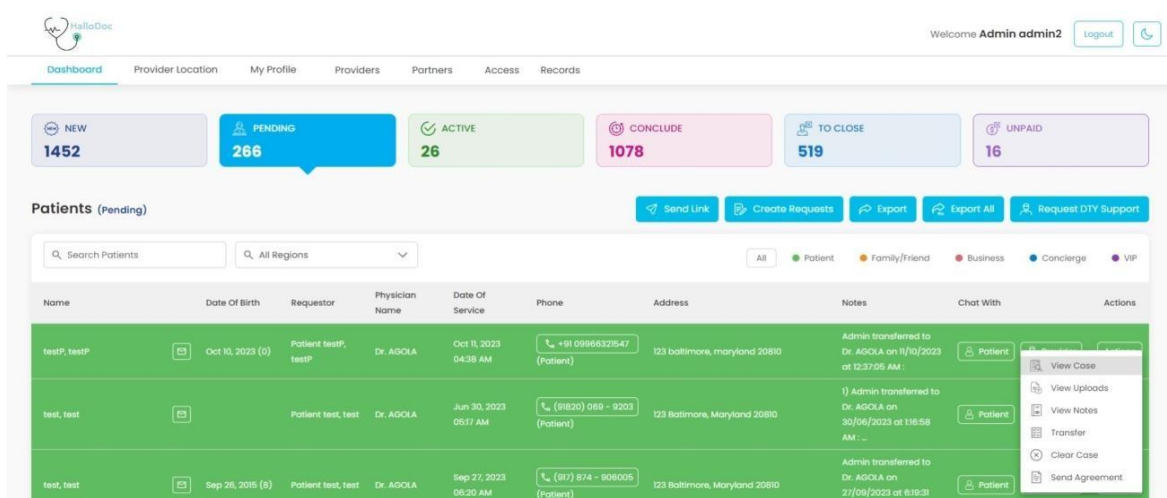 HalloDoc
Welcome Admin admin2 Logout
Dashboard Provider Location My Profile Providers Partners Access Records
NEW
1452
PENDING
266
ACTIVE
26
CONCLUDE
1078
TO CLOSE
519
UNPAID
16
Patients (Pending)
Send Link Create Requests Export Export All Request DTY Support
Search Patients All Regions All Patient Family/Friend Business Concierge VIP
Name Date Of Birth Requestor Physician Name Date Of Service Phone Address Notes Chat With Actions
testP, testP
Oct 10, 2023 (0)
Patient testP,
testP
Dr. AGOLA
Oct 11, 2023
04:38 AM
+91 09966321547
(Patient)
123 baltimore, maryland 20810
Admin transferred to
Dr. AGOLA on 11/10/2023
at 12:37:05 AM :
Patient
test, test
Patient test, test
Dr. AGOLA
Jun 30, 2023
05:17 AM
(91820) 069 - 9203
(Patient)
123 Batimore, Maryland 20810
1) Admin transferred to
Dr. AGOLA on
30/06/2023 at 1:16:58
AM : ...
Patient
test, test
Sep 26, 2015 (8)
Patient test, test
Dr. AGOLA
Sep 27, 2023
06:20 AM
(917) 874 - 906005
(Patient)
123 Baltimore, Maryland 20810
Admin transferred to
Dr. AGOLA on
27/09/2023 at 6:19:31
Patient
View Case
View Uploads
View Notes
Transfer
Clear Case
Send Agreement